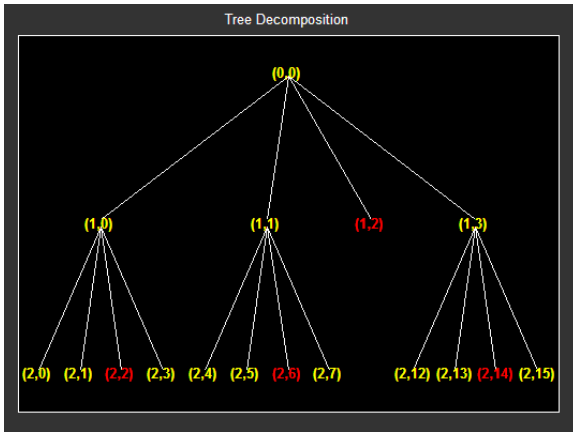 Tree Decomposition
(0,0)
(1,0) (1,1) (1,2) (1,3)
(2,0) (2,1) (2,2) (2,3) (2,4) (2,5) (2,6) (2,7) (2,12) (2,13) (2,14) (2,15)